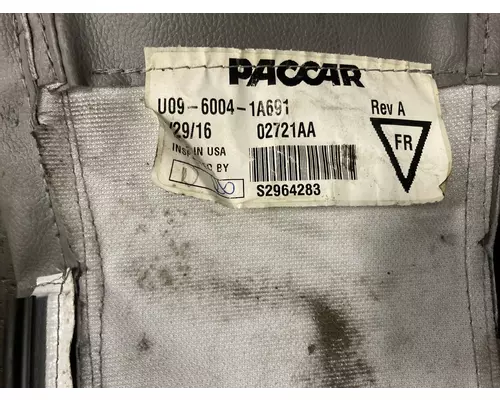 PACCAR
U09-6004-1A691 Rev A
/29/16 02721AA
IN USA
BY
S2964283
FR